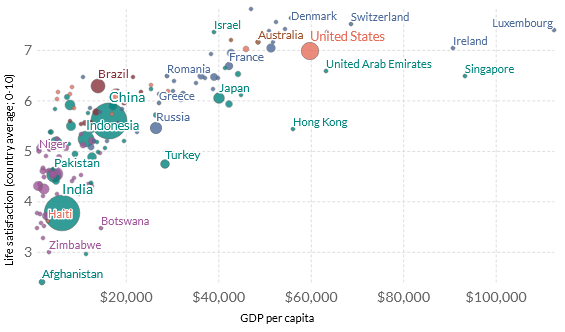 Denmark
Switzerland
Luxembourg
Israel
Australia
United States
Ireland
7
France
United Arab Emirates
Romania
Singapore
Brazil
Japan
China
Greece
6
Russia
Hong Kong
Indonesia
Niger
5
Turkey
Pakistan
India
4
Haiti
Botswana
Zimbabwe
3
Afghanistan
Life satisfaction (country average; 0-10)
$20,000
$40,000
$60,000
$80,000
$100,000
GDP per capita